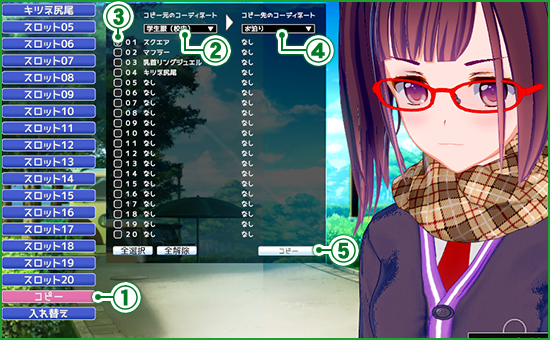 キツネ尻尾
スロット05
スロット06
スロット07
スロット08
スロット09
スロット10
スロット11
スロット12
スロット13
スロット14
スロット15
スロット16
スロット17
スロット18
スロット19
スロット20
コピー
入れ替え
①
コピー元のコーディネート
コピー先のコーディネート
学生服（校内） ▼
お泊り ▼
②
④
③
01 スクエア なし
02 マフラー なし
03 乳首リングジュエル なし
04 キツネ尻尾 なし
05 なし なし
06 なし なし
07 なし なし
08 なし なし
09 なし なし
10 なし なし
11 なし なし
12 なし なし
13 なし なし
14 なし なし
15 なし なし
16 なし なし
17 なし なし
18 なし なし
19 なし なし
20 なし なし
全選択 全解除 コピー
⑤